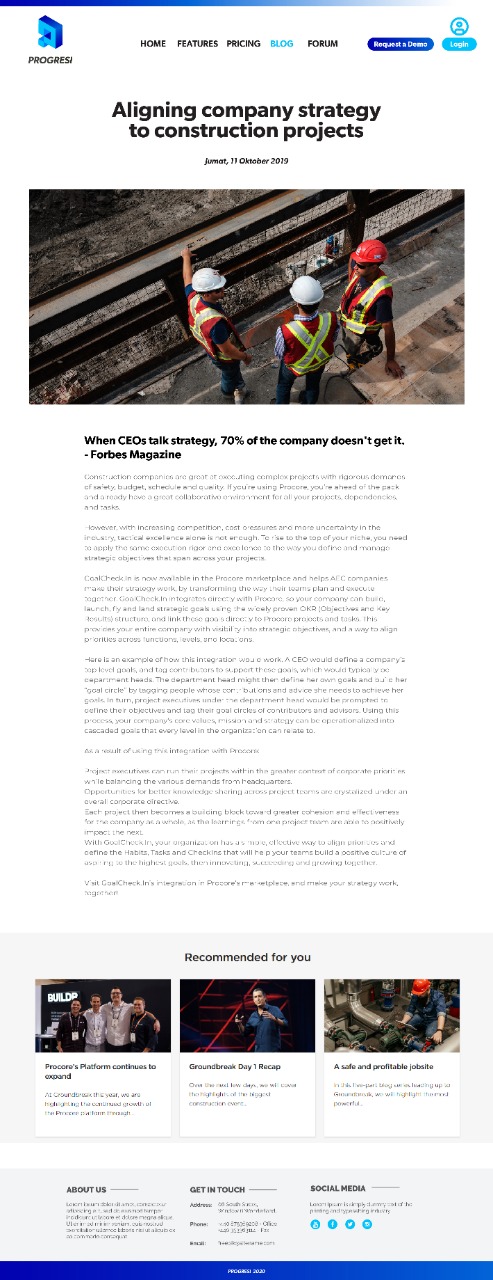 PROGRESI
HOME FEATURES PRICING BLOG FORUM
Request a Demo
Login
Aligning company strategy
to construction projects
Jumat, 11 Oktober 2019
When CEOs talk strategy, 70% of the company doesn't get it.
- Forbes Magazine
Construction companies are great at executing complex projects with rigorous demands
of safety, budget, schedule and quality. If you're using Procore, you're ahead of the pack
and already have a great collaborative environment for all your projects, dependencies,
and tasks.
However, with increasing competition, cost pressures and more uncertainty in the
industry, tactical excellence alone is not enough. To rise to the top of your niche, you need
to apply the same execution rigor and excellence to the way you define and manage
strategic objectives that span across your projects.
GoalCheck.In is now available in the Procore marketplace and helps AEC companies
make their strategy work, by transforming the way their teams plan and execute
together. GoalCheck.In integrates directly with Procore, so your company can build,
launch, fly and land strategic goals using the widely proven OKR (Objectives and Key
Results) structure, and link those goals directly to Procore projects and tasks. This
provides your entire company with visibility into strategic objectives, and a way to align
priorities across functions, levels, and locations.
Here is an example of how this integration would work. A CEO would define a company's
top level goals, and tag contributors to support these goals, which would typically be
department heads. The department head might then define her own goals and build her
"goal circle" by tagging people whose contributions and advice she needs to achieve her
goals. In turn, project executives under the department head would be prompted to
define their objectives and tag their goal circles of contributors and advisors. Using this
process, your company's core values, mission and strategy can be operationalized into
cascaded goals that every level in the organization can relate to.
As a result of using this integration with Procore
Project executives can run their projects within the greater context of corporate priorities
while balancing the various demands from headquarters.
Opportunities for better knowledge sharing across project teams are crystalized under an
overall corporate directive.
Each project then becomes a building block toward greater cohesion and effectiveness
for the company as a whole, as the learnings from one project team are able to positively
impact the next.
With GoalCheck.In, your organization has a simple, effective way to align priorities and
define the Habits, Tasks and Checkins that will help your teams build a positive culture of
aspiring to the highest goals, then innovating, succeeding and growing together.
Visit GoalCheck.In's integration in Procore's marketplace, and make your strategy work,
together!
Recommended for you
BUILDP
Procore's Platform continues to
expand
At Groundbreak this year, we are
highlighting the continued growth of
the Procore platform through...
Groundbreak Day 1 Recap
Over the next few days, we will cover
the highlights of the biggest
construction event...
A safe and profitable jobsite
In this five-part blog series leading up to
Groundbreak, we will highlight the most
powerful...
ABOUT US
Lorem ipsum dolor sit amet, consectetur
adipiscing elit, sed do eiusmod tempor
incididunt ut labore et dolore magna aliqua.
Ut enim ad minim veniam, quis nostrud
exercitation ullamco laboris nisi ut aliquip ex
ea commodo consequat
GET IN TOUCH
Address:
Phone:
Email:
SOCIAL MEDIA
Lorem Ipsum is simply dummy text of the
printing and typesetting industry
PROGRESI 2020